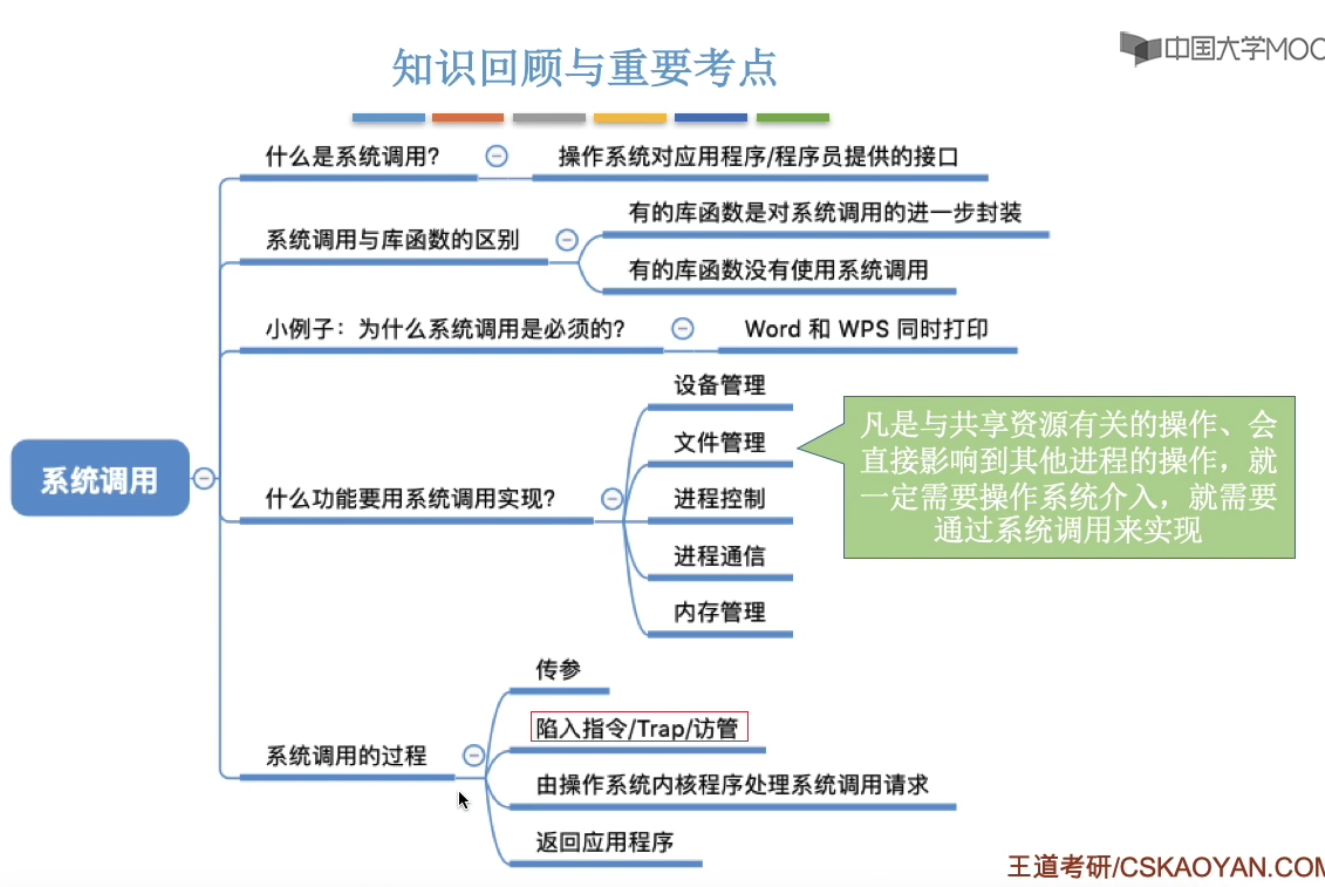 知识回顾与重要考点
中国大学MOO
什么是系统调用?
操作系统对应用程序/程序员提供的接口
系统调用与库函数的区别
有的库函数是对系统调用的进一步封装
有的库函数没有使用系统调用
小例子：为什么系统调用是必须的?
Word 和 WPS 同时打印
系统调用
什么功能要用系统调用实现?
设备管理
文件管理
进程控制
进程通信
内存管理
凡是与共享资源有关的操作、会
直接影响到其他进程的操作，就
一定需要操作系统介入，就需要
通过系统调用来实现
系统调用的过程
传参
陷入指令/Trap/访管
由操作系统内核程序处理系统调用请求
返回应用程序
王道考研/CSKAOYAN.COM